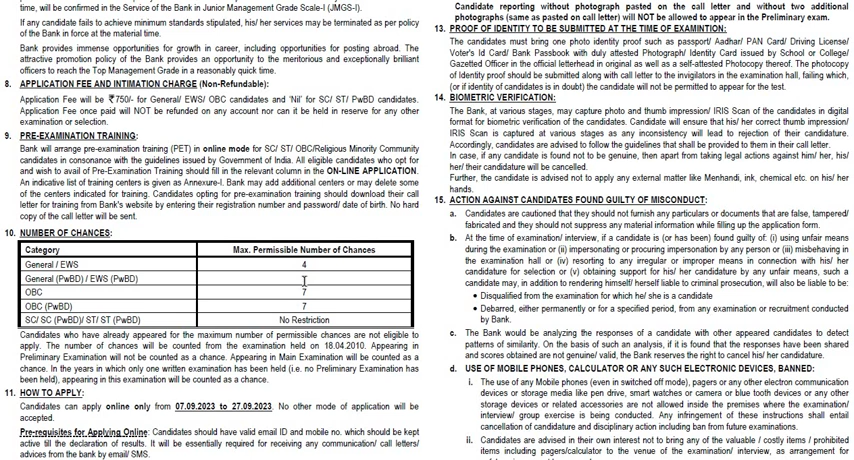 time, will be confirmed in the Service of the Bank in Junior Management Grade Scale-I (JMGS-I).
If any candidate fails to achieve minimum standards stipulated, his/ her services may be terminated as per policy
of the Bank in force at the material time.
Bank provides immense opportunities for growth in career, including opportunities for posting abroad. The
attractive promotion policy of the Bank provides an opportunity to the meritorious and exceptionally brilliant
officers to reach the Top Management Grade in a reasonably quick time.
8. APPLICATION FEE AND INTIMATION CHARGE (Non-Refundable):
Application Fee will be ₹750/- for General/ EWS/ OBC candidates and 'Nil' for SC/ ST/ PwBD candidates.
Application Fee once paid will NOT be refunded on any account nor can it be held in reserve for any other
examination or selection.
9. PRE-EXAMINATION TRAINING:
Bank will arrange pre-examination training (PET) in online mode for SC/ ST/ OBC/Religious Minority Community
candidates in consonance with the guidelines issued by Government of India. All eligible candidates who opt for
and wish to avail of Pre-Examination Training should fill in the relevant column in the ON-LINE APPLICATION.
An indicative list of training centers is given as Annexure-I. Bank may add additional centers or may delete some
of the centers indicated for training. Candidates opting for pre-examination training should download their call
letter for training from Bank's website by entering their registration number and password/ date of birth. No hard
copy of the call letter will be sent.
10. NUMBER OF CHANCES:
Category Max. Permissible Number of Chances
General / EWS 4
General (PwBD) / EWS (PwBD)
OBC 7
OBC (PwBD) 7
SC/ SC (PwBD)/ ST/ ST (PwBD) No Restriction
Candidates who have already appeared for the maximum number of permissible chances are not eligible to
apply. The number of chances will be counted from the examination held on 18.04.2010. Appearing in
Preliminary Examination will not be counted as a chance. Appearing in Main Examination will be counted as a
chance. In the years in which only one written examination has been held (i.e. no Preliminary Examination has
been held), appearing in this examination will be counted as a chance.
11. HOW TO APPLY:
Candidates can apply online only from 07.09.2023 to 27.09.2023. No other mode of application will be
accepted.
Pre-requisites for Applying Online: Candidates should have valid email ID and mobile no. which should be kept
active till the declaration of results. It will be essentially required for receiving any communication/ call letters/
advices from the bank by email/ SMS.
Candidate reporting without photograph pasted on the call letter and without two additional
photographs (same as pasted on call letter) will NOT be allowed to appear in the Preliminary exam.
13. PROOF OF IDENTITY TO BE SUBMITTED AT THE TIME OF EXAMINTION:
The candidates must bring one photo identity proof such as passport/ Aadhar/ PAN Card/ Driving License/
Voter's Id Card/ Bank Passbook with duly attested Photograph/ Identity Card issued by School or College/
Gazetted Officer in the official letterhead in original as well as a self-attested Photocopy thereof. The photocopy
of Identity proof should be submitted along with call letter to the invigilators in the examination hall, failing which,
(or if identity of candidates is in doubt) the candidate will not be permitted to appear for the test.
14. BIOMETRIC VERIFICATION:
The Bank, at various stages, may capture photo and thumb impression/ IRIS Scan of the candidates in digital
format for biometric verification of the candidates. Candidate will ensure that his/ her correct thumb impression/
IRIS Scan is captured at various stages as any inconsistency will lead to rejection of their candidature.
Accordingly, candidates are advised to follow the guidelines that shall be provided to them in their call letter.
In case, if any candidate is found to be not genuine, then apart from taking legal actions against him/ her, his/
her/ their candidature will be cancelled.
Further, the candidate is advised not to apply any external matter like Menhandi, ink, chemical etc. on his/ her
hands.
15. ACTION AGAINST CANDIDATES FOUND GUILTY OF MISCONDUCT:
a. Candidates are cautioned that they should not furnish any particulars or documents that are false, tampered/
fabricated and they should not suppress any material information while filling up the application form.
b. At the time of examination/ interview, if a candidate is (or has been) found guilty of: (i) using unfair means
during the examination or (ii) impersonating or procuring impersonation by any person or (iii) misbehaving in
the examination hall or (iv) resorting to any irregular or improper means in connection with his/ her
candidature for selection or (v) obtaining support for his/ her candidature by any unfair means, such a
candidate may, in addition to rendering himself/ herself liable to criminal prosecution, will also be liable to be:
• Disqualified from the examination for which he/ she is a candidate
• Debarred, either permanently or for a specified period, from any examination or recruitment conducted
by Bank.
c. The Bank would be analyzing the responses of a candidate with other appeared candidates to detect
patterns of similarity. On the basis of such an analysis, if it is found that the responses have been shared
and scores obtained are not genuine/ valid, the Bank reserves the right to cancel his/ her candidature.
d. USE OF MOBILE PHONES, CALCULATOR OR ANY SUCH ELECTRONIC DEVICES, BANNED:
i. The use of any Mobile phones (even in switched off mode), pagers or any other electron communication
devices or storage media like pen drive, smart watches or camera or blue tooth devices or any other
storage devices or related accessories are not allowed inside the premises where the examination/
interview/ group exercise is being conducted. Any infringement of these instructions shall entail
cancellation of candidature and disciplinary action including ban from future examinations.
ii. Candidates are advised in their own interest not to bring any of the valuable / costly items / prohibited
items including pagers/calculator to the venue of the examination/ interview, as arrangement for